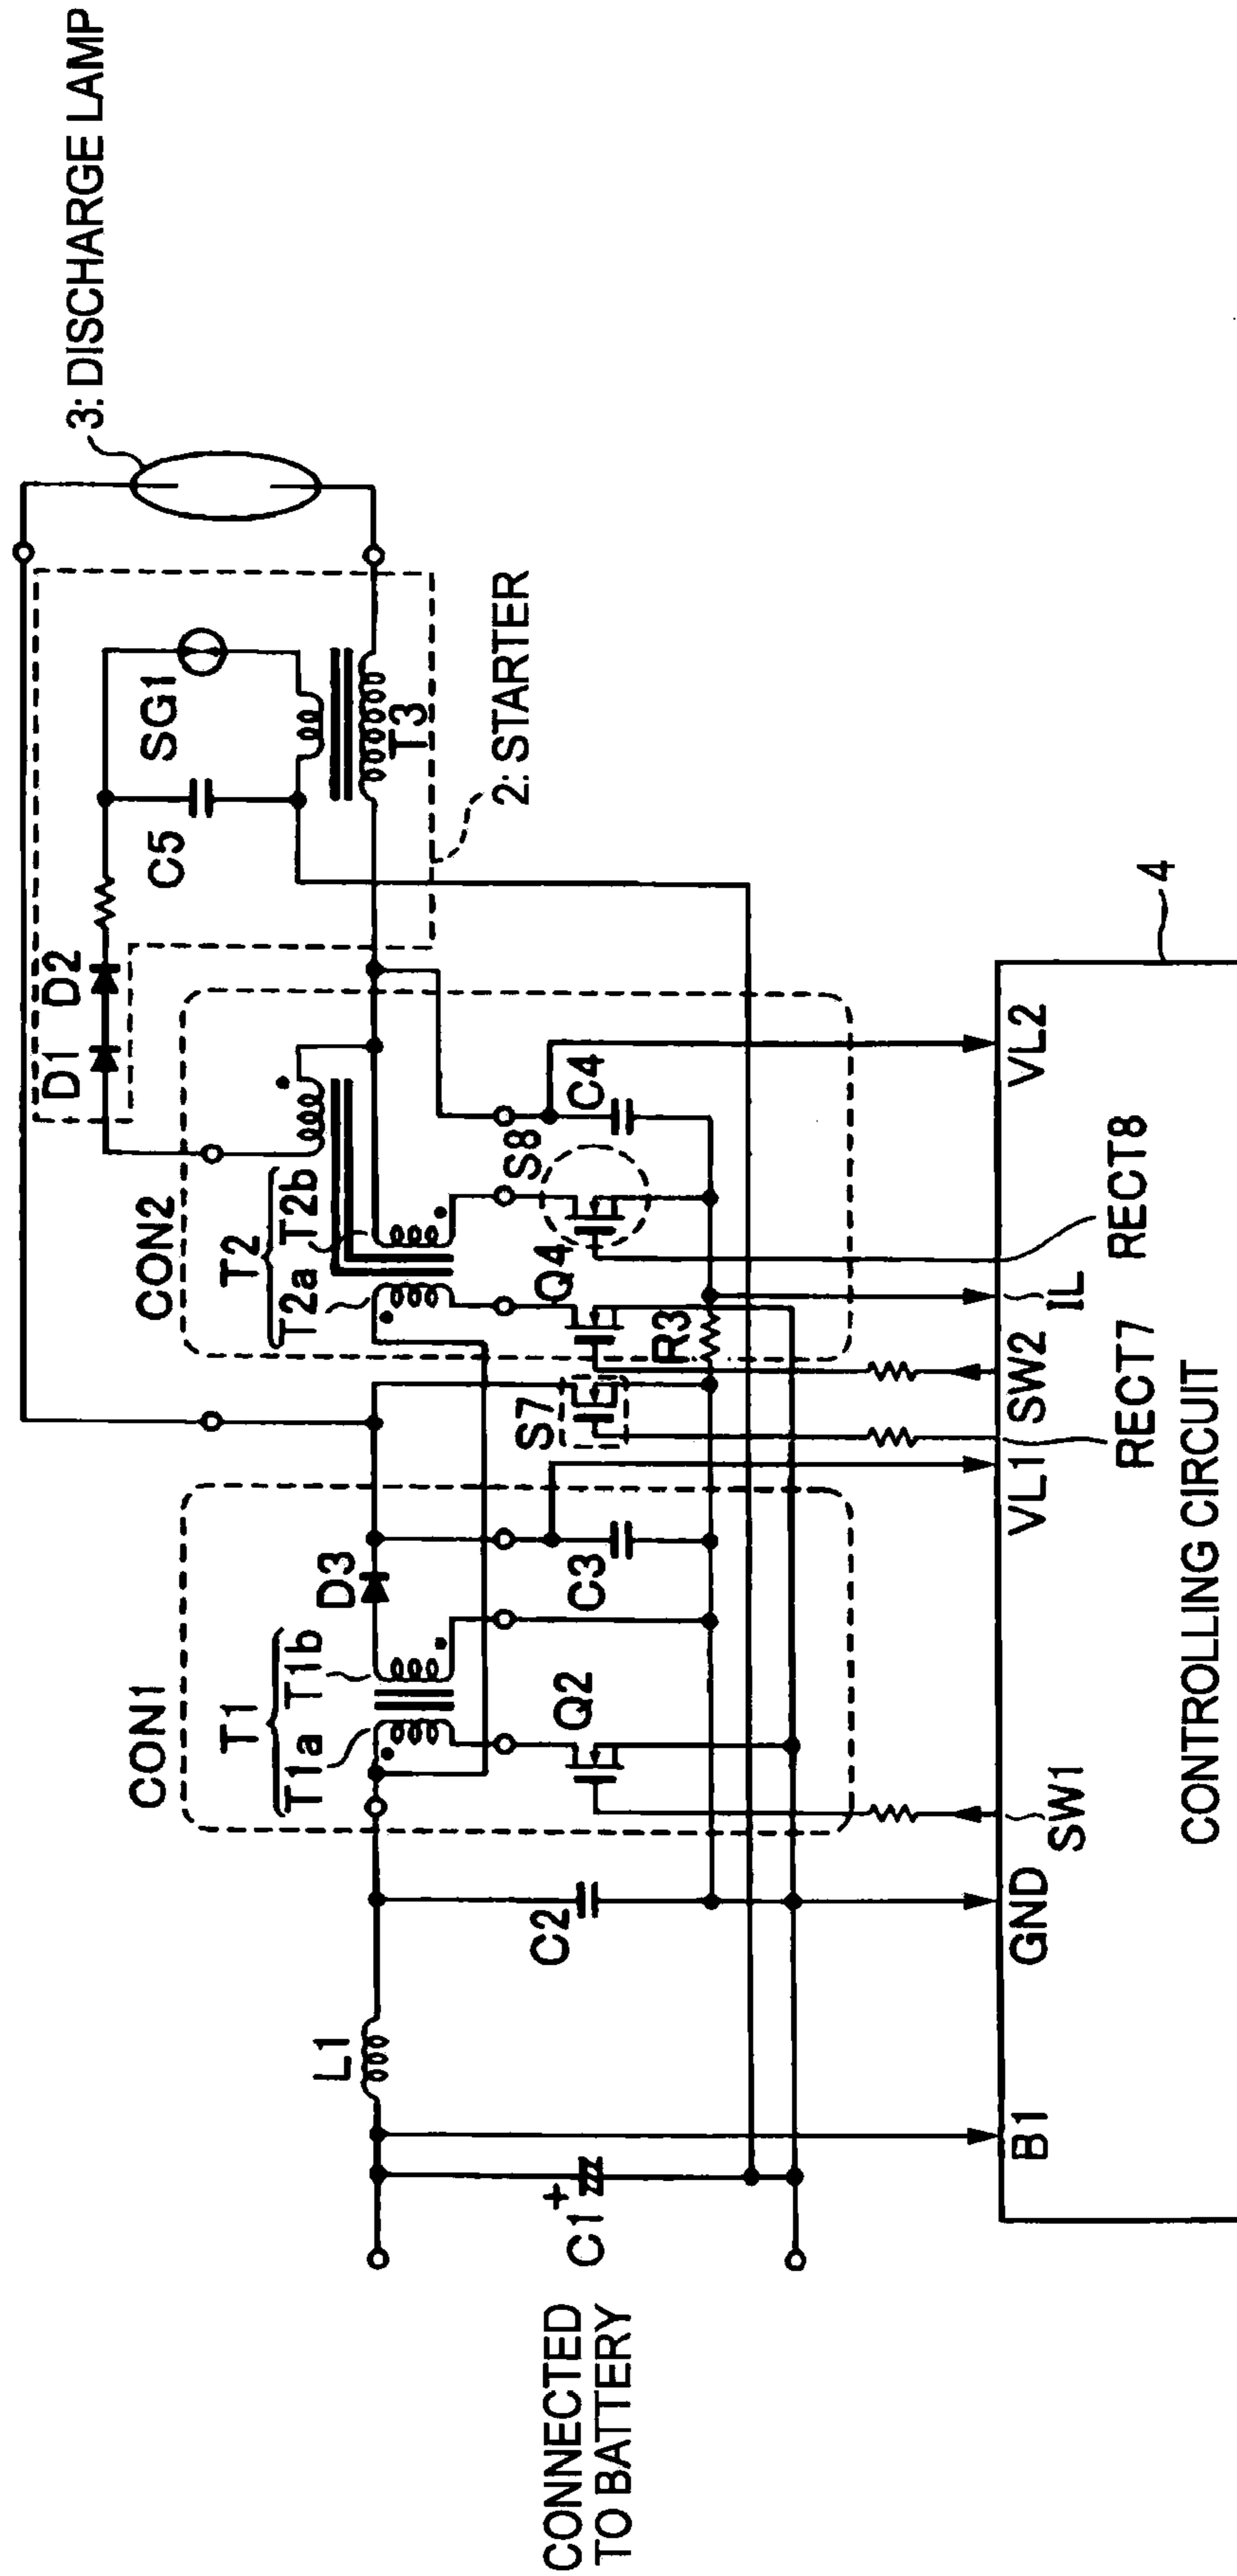 3: DISCHARGE LAMP
D1
D2
C5
SG1
T3
2: STARTER
CON1
T1
T1a
T1b
D3
CON2
T2
T2a
T2b
L1
C1
+
C2
Q2
C3
S7
Q4
S8
C4
R3
CONNECTED
TO BATTERY
B1
GND
SW1
VL1
RECT7
SW2
IL
RECT8
VL2
4
CONTROLLING CIRCUIT